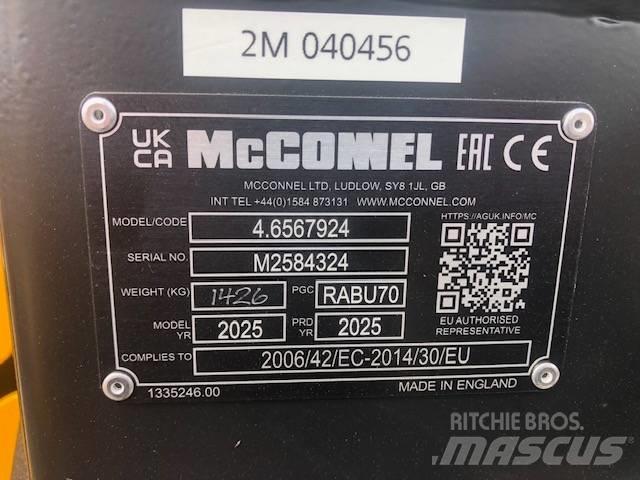 2M 040456
UK CA McCOMEL EAC CE
MCCONNEL LTD, LUDLOW, SY8 1JL, GB
INT TEL +44(0)1584 873131 WWW.MCCONNEL.COM
MODEL/CODE 4.6567924
HTTPS://AGUK.INFO/MC
SERIAL NO. M2584324
WEIGHT (KG) 1426 PGC RABU70
EU AUTHORISED REPRESENTATIVE
MODEL YR 2025 PRD YR 2025
COMPLIES TO 2006/42/EC-2014/30/EU
1335246.00 MADE IN ENGLAND
RITCHIE BROS.
MASCUS